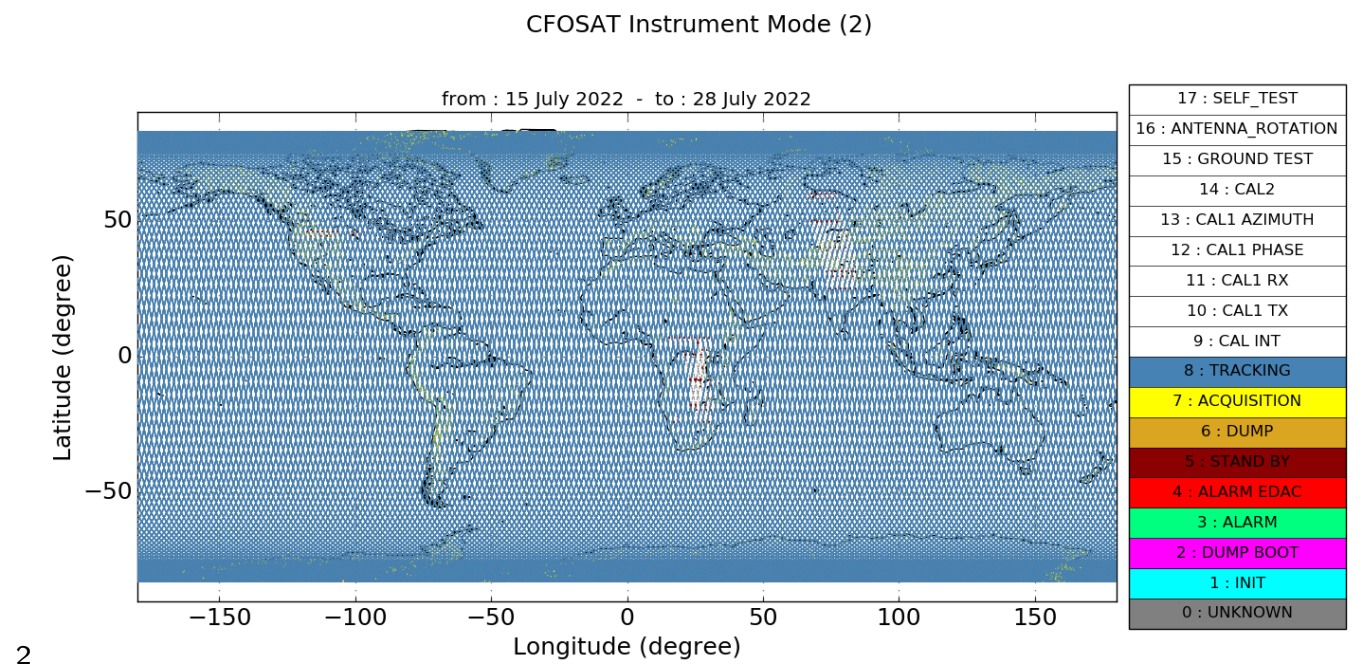 CFOSAT Instrument Mode (2)
from : 15 July 2022 - to : 28 July 2022
17 : SELF_TEST
16 : ANTENNA_ROTATION
15 : GROUND TEST
14 : CAL2
13 : CAL1 AZIMUTH
12 : CAL1 PHASE
11 : CAL1 RX
10 : CAL1 TX
9 : CAL INT
8 : TRACKING
7 : ACQUISITION
6 : DUMP
5 : STAND BY
4 : ALARM EDAC
3 : ALARM
2 : DUMP BOOT
1 : INIT
0 : UNKNOWN
Latitude (degree)
50
0
−50
−150 −100 −50 0 50 100 150
Longitude (degree)
2